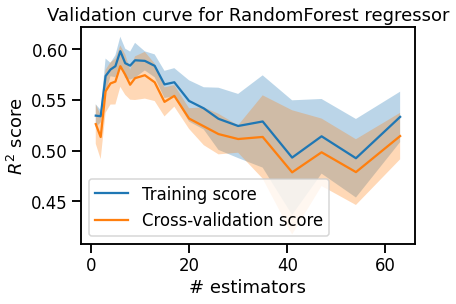 Validation curve for RandomForest regressor
0.60
0.55
0.50
0.45
R² score
Training score
Cross-validation score
0 20 40 60
# estimators